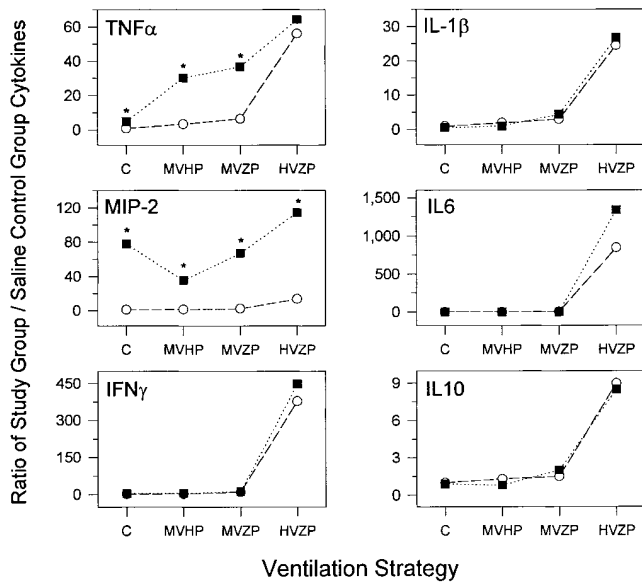 Ratio of Study Group / Saline Control Group Cytokines
TNFα
60
40
20
0
* * *
C MVHP MVZP HVZP
IL-1β
30
20
10
0
C MVHP MVZP HVZP
MIP-2
120
80
40
0
* * * *
C MVHP MVZP HVZP
IL6
1,500
1,000
500
0
C MVHP MVZP HVZP
IFNγ
450
300
150
0
C MVHP MVZP HVZP
IL10
9
6
3
0
C MVHP MVZP HVZP
Ventilation Strategy